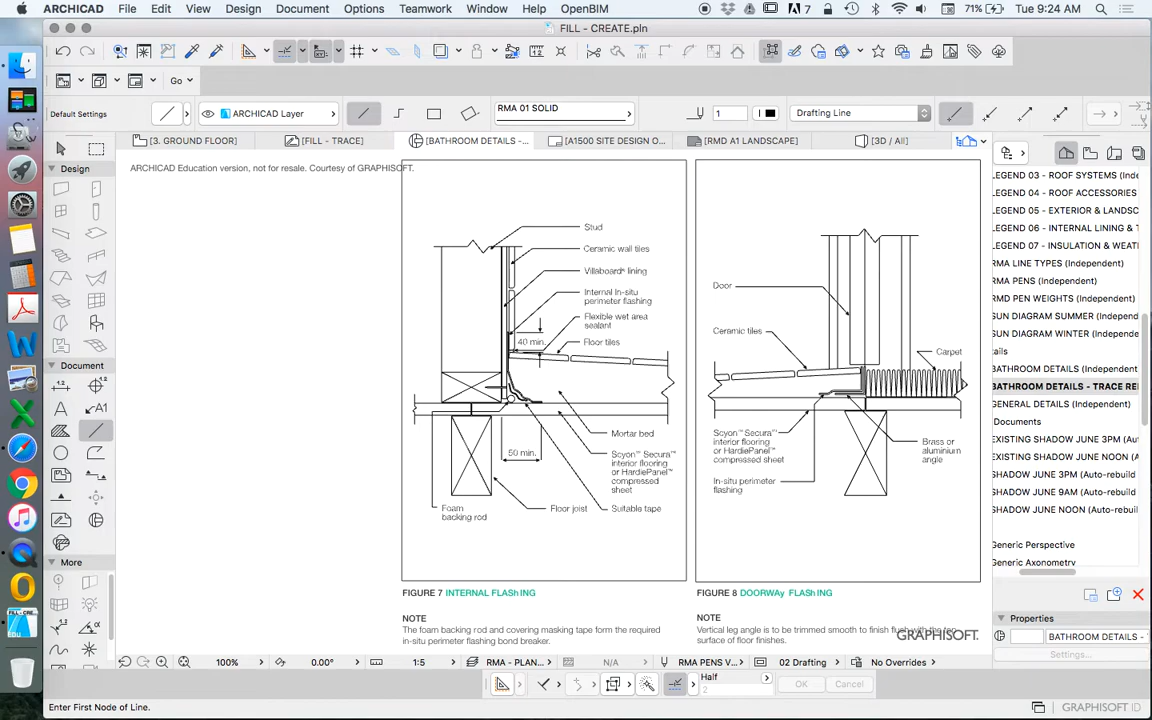 ARCHICAD File Edit View Design Document Options Teamwork Window Help OpenBIM 7 71% Tue 9:24 AM
FILL - CREATE.pln
Go
Default Settings
ARCHICAD Layer
RMA 01 SOLID
1
Drafting Line
[3. GROUND FLOOR]
[FILL - TRACE]
[BATHROOM DETAILS -...
[A1500 SITE DESIGN O...
[RMD A1 LANDSCAPE]
[3D / All]
Design
Document
1.2
A
A1
More
ARCHICAD Education version, not for resale. Courtesy of GRAPHISOFT.
Stud
Ceramic wall tiles
Villaboard® lining
Internal In-situ
perimeter flashing
Flexible wet area
sealant
40 min.
Floor tiles
50 min.
Mortar bed
Scyon™ Secura™
interior flooring
or HardiePanel™
compressed
sheet
Foam
backing rod
Floor joist
Suitable tape
FIGURE 7 INTERNAL FLAShING
NOTE
The foam backing rod and covering masking tape form the required
in-situ perimeter flashing bond breaker.
Door
Ceramic tiles
Carpet
Scyon™ Secura™
interior flooring
or HardiePanel™
compressed sheet
In-situ perimeter
flashing
Brass or
aluminium
angle
FIGURE 8 DOORWAy FLAShING
NOTE
Vertical leg angle is to be trimmed smooth to finish flush with the top
surface of floor finishes.
GRAPHISOFT.
LEGEND 03 - ROOF SYSTEMS (Inde
LEGEND 04 - ROOF ACCESSORIES
LEGEND 05 - EXTERIOR & LANDSC
LEGEND 06 - INTERNAL LINING & T
LEGEND 07 - INSULATION & WEAT
RMA LINE TYPES (Independent)
RMA PENS (Independent)
RMD PEN WEIGHTS (Independent)
SUN DIAGRAM SUMMER (Independ
SUN DIAGRAM WINTER (Independ
tails
BATHROOM DETAILS (Independent
BATHROOM DETAILS - TRACE RE
GENERAL DETAILS (Independent)
Documents
EXISTING SHADOW JUNE 3PM (Au
EXISTING SHADOW JUNE NOON (A
SHADOW JUNE 3PM (Auto-rebuild
SHADOW JUNE 9AM (Auto-rebuild
SHADOW JUNE NOON (Auto-rebuil
Generic Perspective
Generic Axonometry
Properties
BATHROOM DETAILS -
Settings...
100%
0.00°
1:5
RMA - PLAN...
N/A
RMA PENS V...
02 Drafting
No Overrides
Half
2
OK
Cancel
Enter First Node of Line.
GRAPHISOFT ID